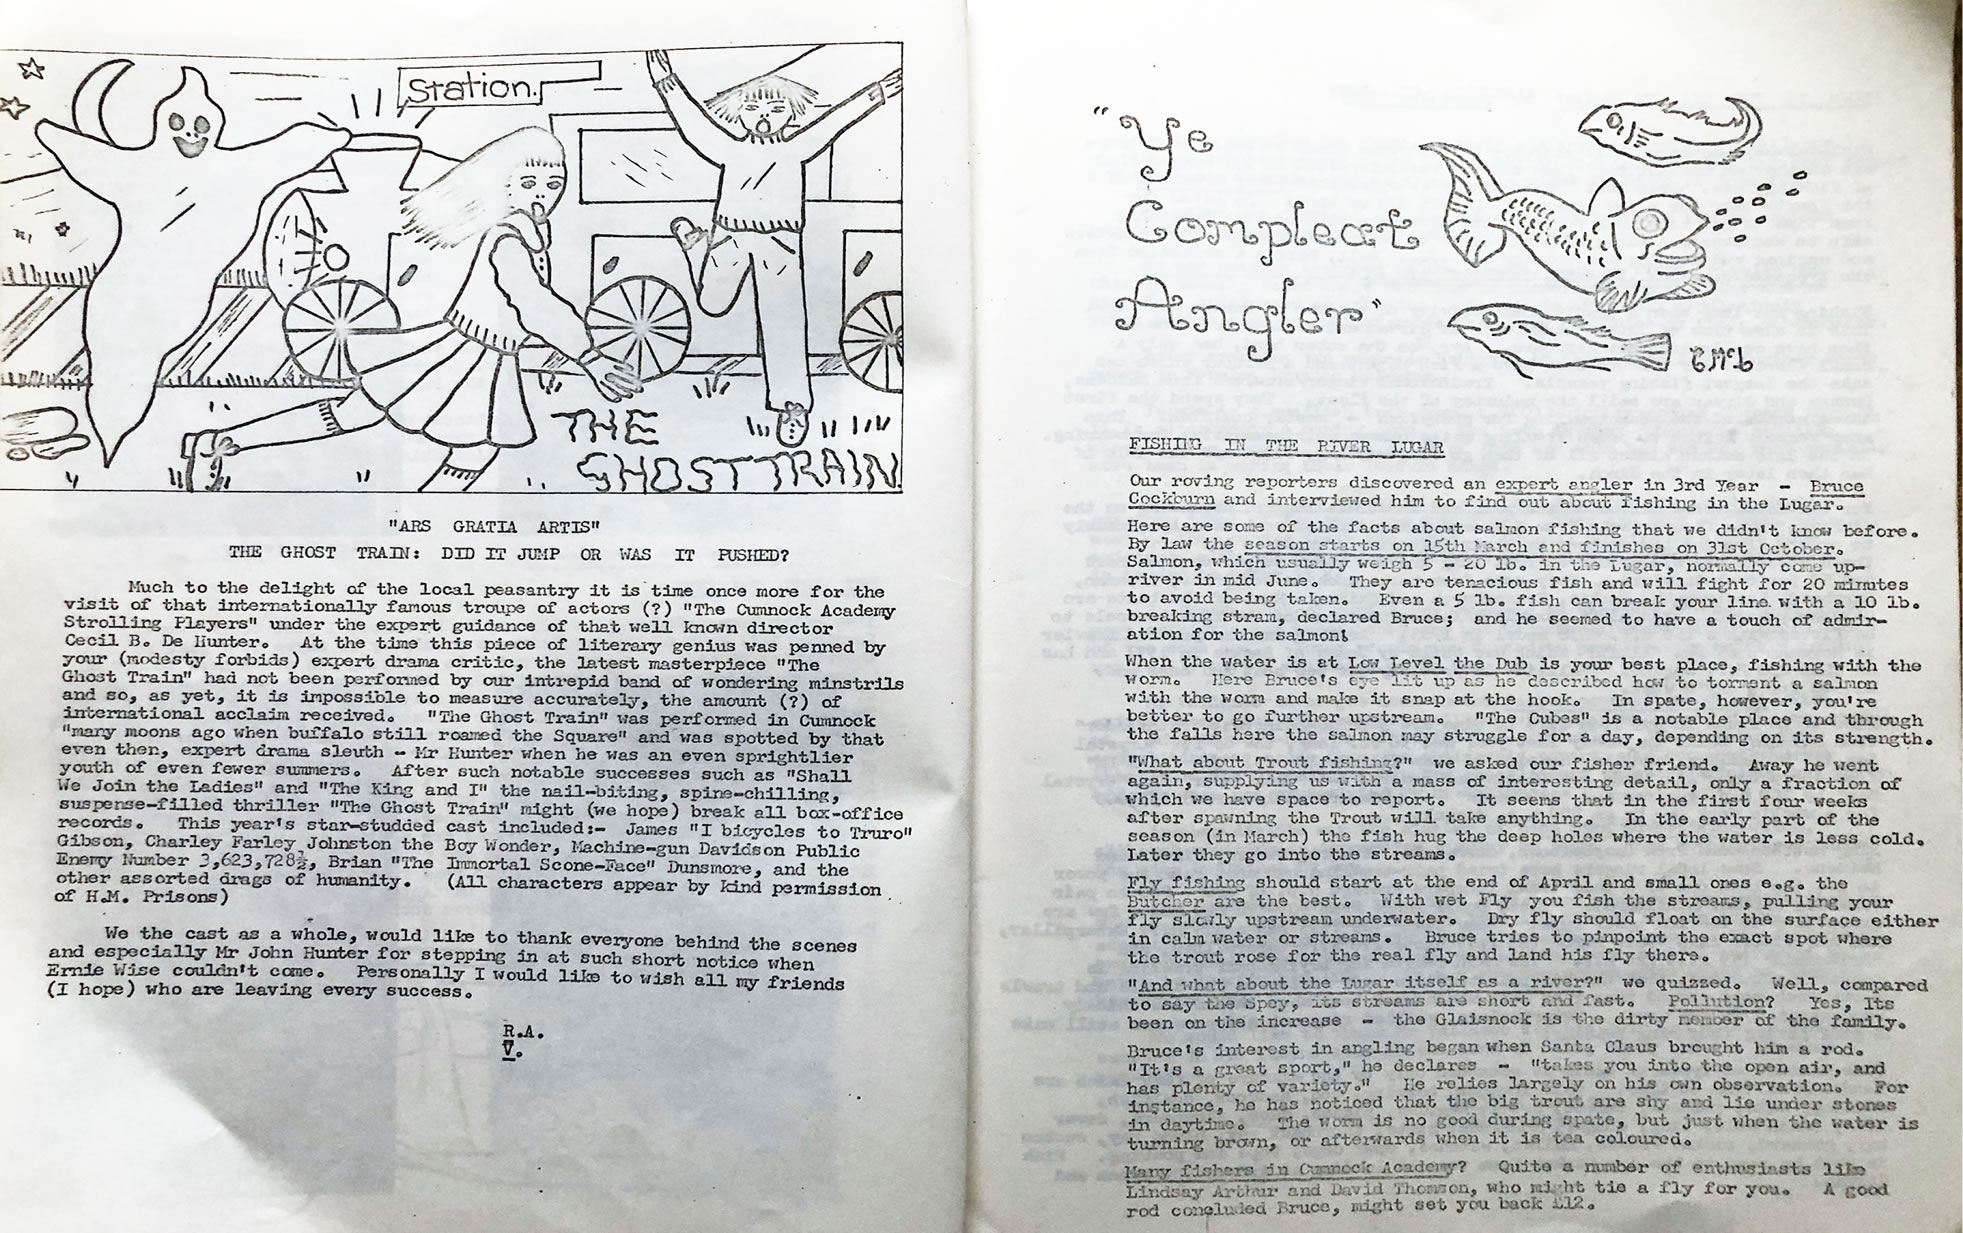 Station.
THE
GHOST TRAIN.
"ARS GRATIA ARTIS"
THE GHOST TRAIN: DID IT JUMP OR WAS IT PUSHED?
Much to the delight of the local peasantry it is time once more for the
visit of that internationally famous troupe of actors (?) "The Cumnock Academy
Strolling Players" under the expert guidance of that well known director
Cecil B. De Hunter. At the time this piece of literary genius was penned by
your (modesty forbids) expert drama critic, the latest masterpiece "The
Ghost Train" had not been performed by our intrepid band of wondering minstrils
and so, as yet, it is impossible to measure accurately, the amount (?) of
international acclaim received. "The Ghost Train" was performed in Cumnock
"many moons ago when buffalo still roamed the Square" and was spotted by that
even then, expert drama sleuth - Mr Hunter when he was an even sprightlier
youth of even fewer summers. After such notable successes such as "Shall
We Join the Ladies" and "The King and I" the nail-biting, spine-chilling,
suspense-filled thriller "The Ghost Train" might (we hope) break all box-office
records. This year's star-studded cast included:- James "I bicycles to Truro"
Gibson, Charley Farley Johnston the Boy Wonder, Machine-gun Davidson Public
Enemy Number 3,623,728½, Brian "The Immortal Scone-Face" Dunsmore, and the
other assorted drags of humanity. (All characters appear by kind permission
of H.M. Prisons)
We the cast as a whole, would like to thank everyone behind the scenes
and especially Mr John Hunter for stepping in at such short notice when
Ernie Wise couldn't come. Personally I would like to wish all my friends
(I hope) who are leaving every success.
R.A.
V.
"Ye
Compleat
Angler"
FISHING IN THE RIVER LUGAR
Our roving reporters discovered an expert angler in 3rd Year - Bruce
Cockburn and interviewed him to find out about fishing in the Lugar.
Here are some of the facts about salmon fishing that we didn't know before.
By law the season starts on 15th March and finishes on 31st October.
Salmon, which usually weigh 5 - 20 lb. in the Lugar, normally come up-
river in mid June. They are tenacious fish and will fight for 20 minutes
to avoid being taken. Even a 5 lb. fish can break your line with a 10 lb.
breaking stram, declared Bruce; and he seemed to have a touch of admir-
ation for the salmon!
When the water is at Low Level the Dub is your best place, fishing with the
worm. Here Bruce's eye lit up as he described how to torment a salmon
with the worm and make it snap at the hook. In spate, however, you're
better to go further upstream. "The Cubes" is a notable place and through
the falls here the salmon may struggle for a day, depending on its strength.
"What about Trout fishing?" we asked our fisher friend. Away he went
again, supplying us with a mass of interesting detail, only a fraction of
which we have space to report. It seems that in the first four weeks
after spawning the Trout will take anything. In the early part of the
season (in March) the fish hug the deep holes where the water is less cold.
Later they go into the streams.
Fly fishing should start at the end of April and small ones e.g. the
Butcher are the best. With wet Fly you fish the streams, pulling your
fly slowly upstream underwater. Dry fly should float on the surface either
in calm water or streams. Bruce tries to pinpoint the exact spot where
the trout rose for the real fly and land his fly there.
"And what about the Lugar itself as a river?" we quizzed. Well, compared
to say the Spey, its streams are short and fast. Pollution? Yes, Its
been on the increase - the Glaisnock is the dirty member of the family.
Bruce's interest in angling began when Santa Claus brought him a rod.
"It's a great sport," he declares - "takes you into the open air, and
has plenty of variety." He relies largely on his own observation. For
instance, he has noticed that the big trout are shy and lie under stones
in daytime. The worm is no good during spate, but just when the water is
turning brown, or afterwards when it is tea coloured.
Many fishers in Cumnock Academy? Quite a number of enthusiasts like
Lindsay Arthur and David Thomson, who might tie a fly for you. A good
rod concluded Bruce, might set you back £12.